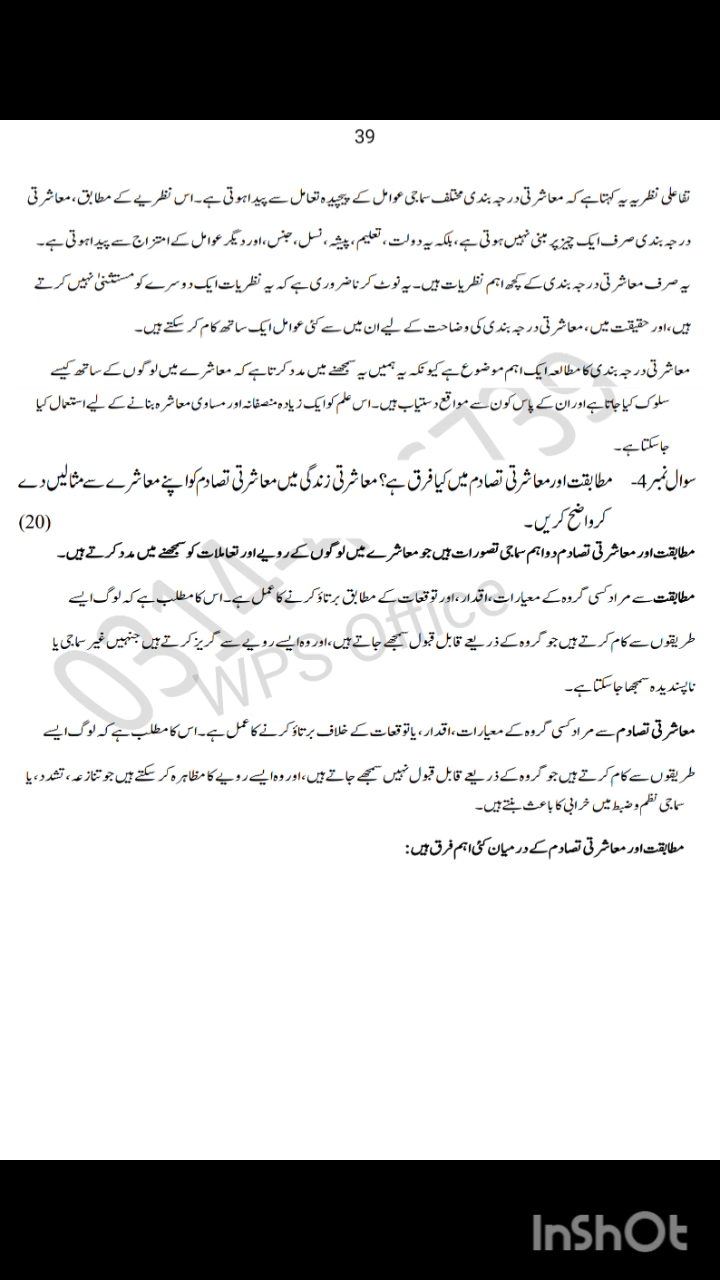 39
تفاعلی نظریہ یہ کہتا ہے کہ معاشرتی درجہ بندی مختلف سماجی عوامل کے پیچیدہ تعامل سے پیدا ہوتی ہے۔ اس نظریے کے مطابق، معاشرتی
درجہ بندی صرف ایک چیز پر مبنی نہیں ہوتی ہے، بلکہ یہ دولت، تعلیم، پیشہ، نسل، جنس، اور دیگر عوامل کے امتزاج سے پیدا ہوتی ہے۔
یہ صرف معاشرتی درجہ بندی کے کچھ اہم نظریات ہیں۔ یہ نوٹ کرنا ضروری ہے کہ یہ نظریات ایک دوسرے کو مستثنیٰ نہیں کرتے
ہیں، اور حقیقت میں، معاشرتی درجہ بندی کی وضاحت کے لیے ان میں سے کئی عوامل ایک ساتھ کام کر سکتے ہیں۔
معاشرتی درجہ بندی کا مطالعہ ایک اہم موضوع ہے کیونکہ یہ ہمیں یہ سمجھنے میں مدد کرتا ہے کہ معاشرے میں لوگوں کے ساتھ کیسے
سلوک کیا جاتا ہے اور ان کے پاس کون سے مواقع دستیاب ہیں۔ اس علم کو ایک زیادہ منصفانہ اور مساوی معاشرہ بنانے کے لیے استعمال کیا
جا سکتا ہے۔
سوال نمبر 4- مطابقت اور معاشرتی تصادم میں کیا فرق ہے؟ معاشرتی زندگی میں معاشرتی تصادم کو اپنے معاشرے سے مثالیں دے
کر واضح کریں۔ (20)
مطابقت اور معاشرتی تصادم دو اہم سماجی تصورات ہیں جو معاشرے میں لوگوں کے رویے اور تعاملات کو سمجھنے میں مدد کرتے ہیں۔
مطابقت سے مراد کسی گروہ کے معیارات، اقدار، اور توقعات کے مطابق برتاؤ کرنے کا عمل ہے۔ اس کا مطلب ہے کہ لوگ ایسے
طریقوں سے کام کرتے ہیں جو گروہ کے ذریعے قابل قبول سمجھے جاتے ہیں، اور وہ ایسے رویے سے گریز کرتے ہیں جنہیں غیر سماجی یا
ناپسندیدہ سمجھا جا سکتا ہے۔
معاشرتی تصادم سے مراد کسی گروہ کے معیارات، اقدار، یا توقعات کے خلاف برتاؤ کرنے کا عمل ہے۔ اس کا مطلب ہے کہ لوگ ایسے
طریقوں سے کام کرتے ہیں جو گروہ کے ذریعے قابل قبول نہیں سمجھے جاتے ہیں، اور وہ ایسے رویے کا مظاہرہ کر سکتے ہیں جو تنازعہ، تشدد، یا
سماجی نظم و ضبط میں خرابی کا باعث بنتے ہیں۔
مطابقت اور معاشرتی تصادم کے درمیان کئی اہم فرق ہیں:
WPS Office
InShOt